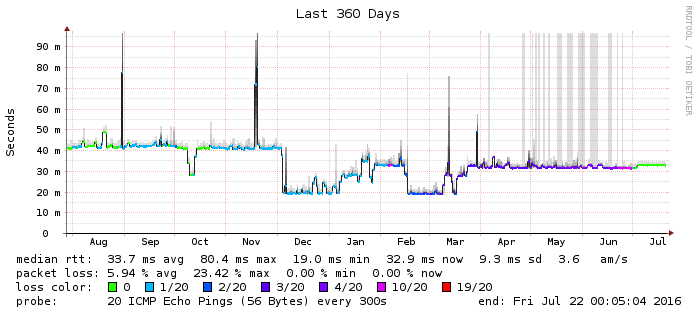 Last 360 Days
RRDTOOL / TOBI OETIKER
Seconds
90 m
80 m
70 m
60 m
50 m
40 m
30 m
20 m
10 m
0
Aug Sep Oct Nov Dec Jan Feb Mar Apr May Jun Jul
median rtt: 33.7 ms avg 80.4 ms max 19.0 ms min 32.9 ms now 9.3 ms sd 3.6 am/s
packet loss: 5.94 % avg 23.42 % max 0.00 % min 0.00 % now
loss color: 0 1/20 2/20 3/20 4/20 10/20 19/20
probe: 20 ICMP Echo Pings (56 Bytes) every 300s end: Fri Jul 22 00:05:04 2016